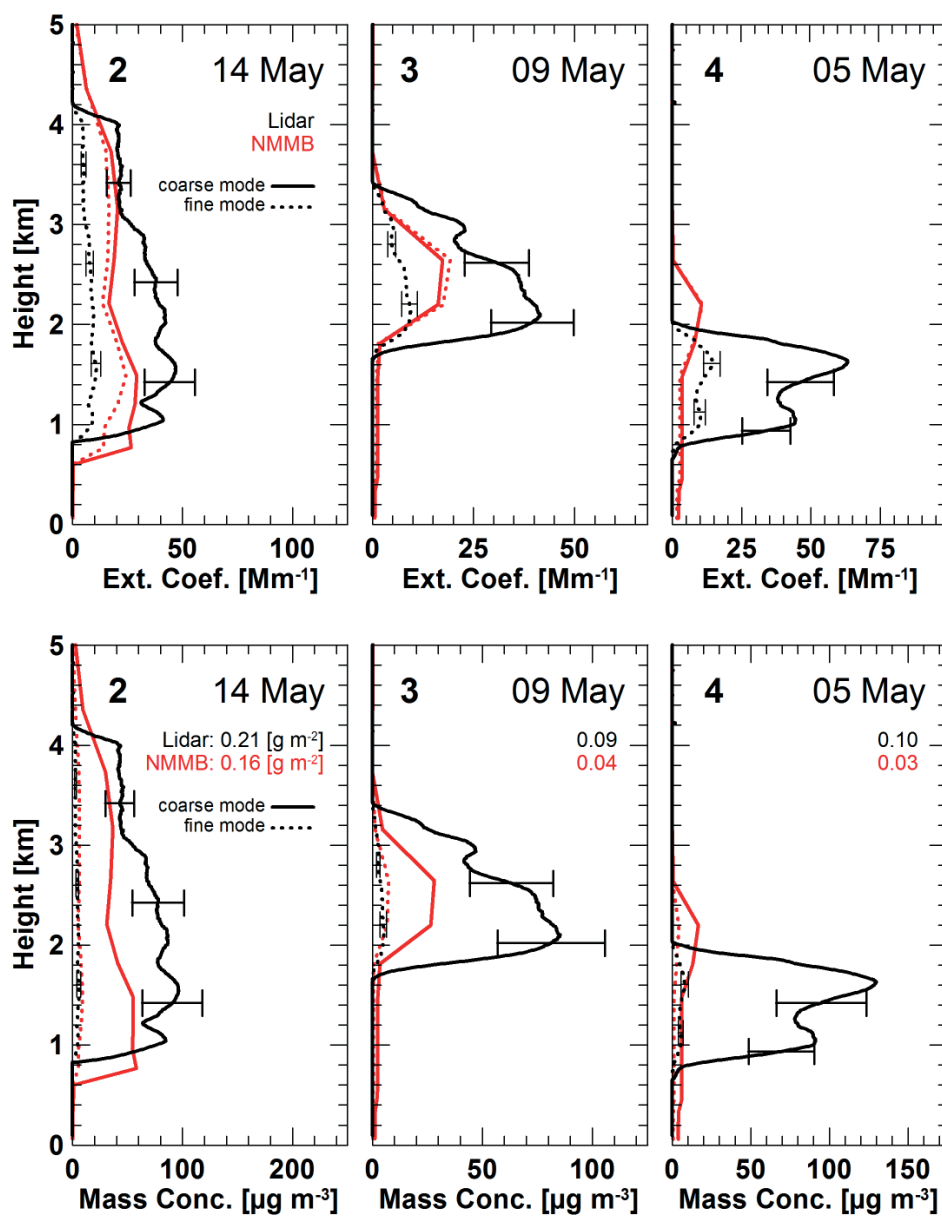 5
4
3
2
1
0
Height [km]
2 14 May
Lidar
NMMB
coarse mode
fine mode
0 50 100
Ext. Coef. [Mm⁻¹]
3 09 May
0 25 50
Ext. Coef. [Mm⁻¹]
4 05 May
0 25 50 75
Ext. Coef. [Mm⁻¹]
5
4
3
2
1
0
Height [km]
2 14 May
Lidar: 0.21 [g m⁻²]
NMMB: 0.16 [g m⁻²]
coarse mode
fine mode
0 100 200
Mass Conc. [µg m⁻³]
3 09 May
0.09
0.04
0 50 100
Mass Conc. [µg m⁻³]
4 05 May
0.10
0.03
0 50 100 150
Mass Conc. [µg m⁻³]